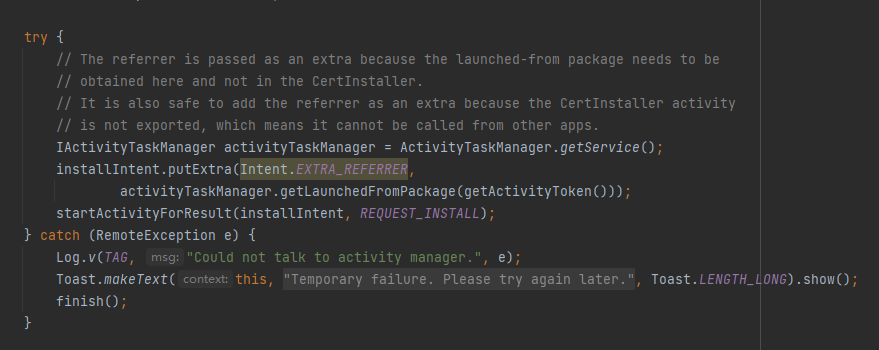 try {
    // The referrer is passed as an extra because the launched-from package needs to be
    // obtained here and not in the CertInstaller.
    // It is also safe to add the referrer as an extra because the CertInstaller activity
    // is not exported, which means it cannot be called from other apps.
    IActivityTaskManager activityTaskManager = ActivityTaskManager.getService();
    installIntent.putExtra(Intent.EXTRA_REFERRER,
            activityTaskManager.getLaunchedFromPackage(getActivityToken()));
    startActivityForResult(installIntent, REQUEST_INSTALL);
} catch (RemoteException e) {
    Log.v(TAG, msg: "Could not talk to activity manager.", e);
    Toast.makeText( context: this, "Temporary failure. Please try again later.", Toast.LENGTH_LONG).show();
    finish();
}